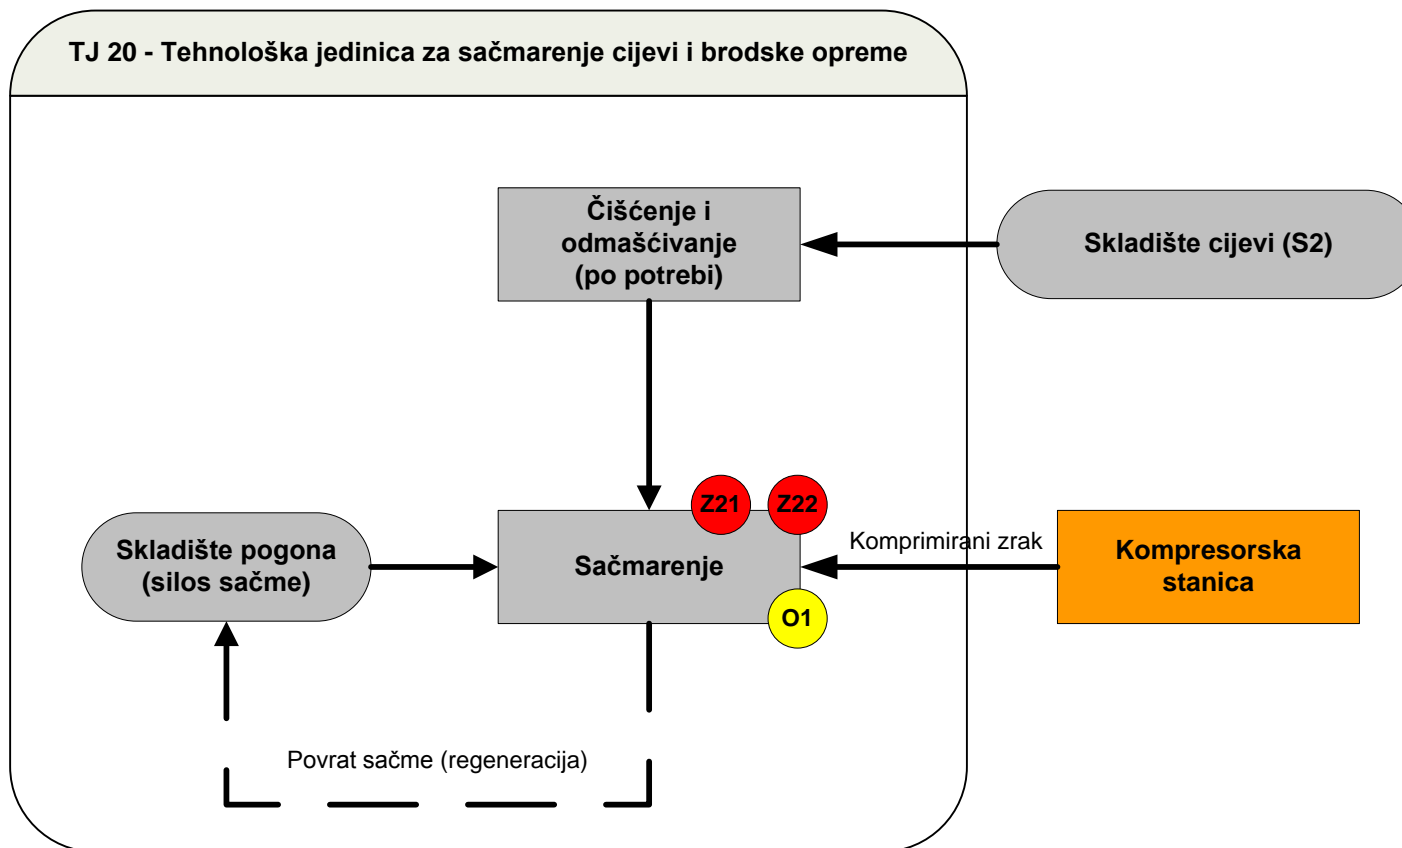 TJ 20 - Tehnološka jedinica za sačmarenje cijevi i brodske opreme
Čišćenje i
odmašćivanje
(po potrebi)
Skladište cijevi (S2)
Z21
Z22
Skladište pogona
(silos sačme)
Sačmarenje
Komprimirani zrak
Kompresorska
stanica
O1
Povrat sačme (regeneracija)